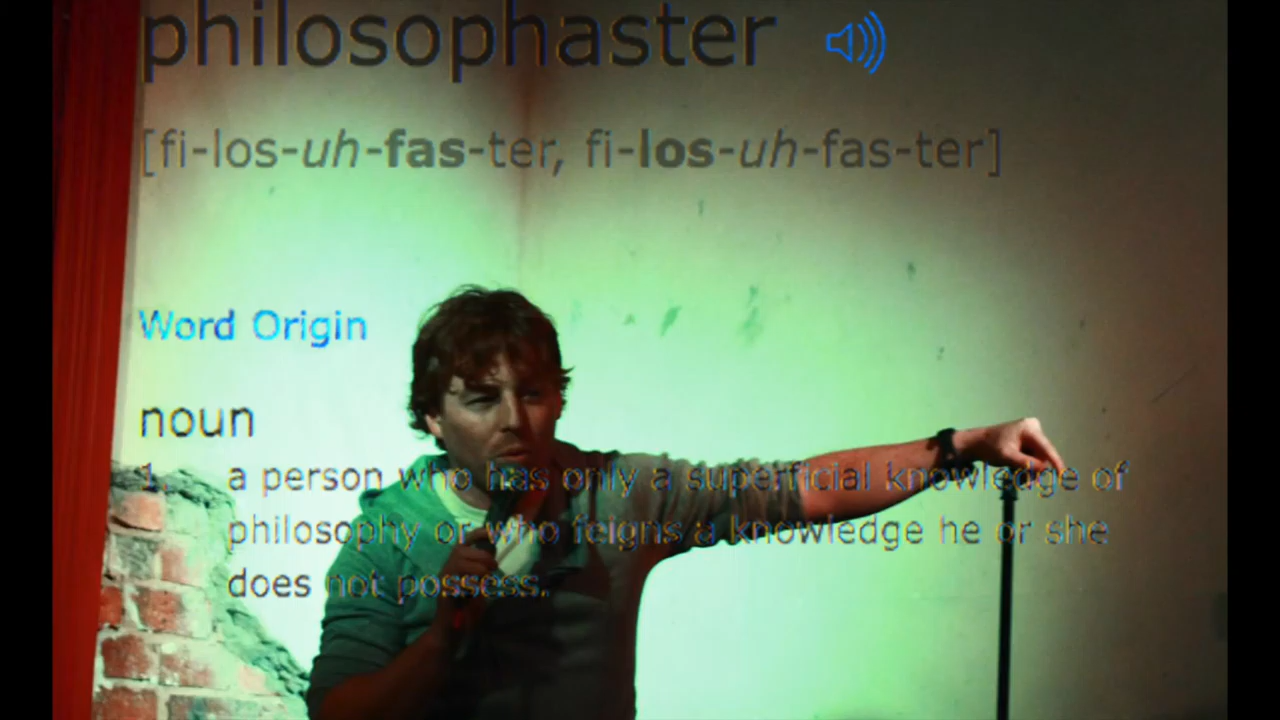 philosophaster
[fi-los-uh-fas-ter, fi-los-uh-fas-ter]
Word Origin
noun
1. a person who has only a superficial knowledge of
philosophy or who feigns a knowledge he or she
does not possess.